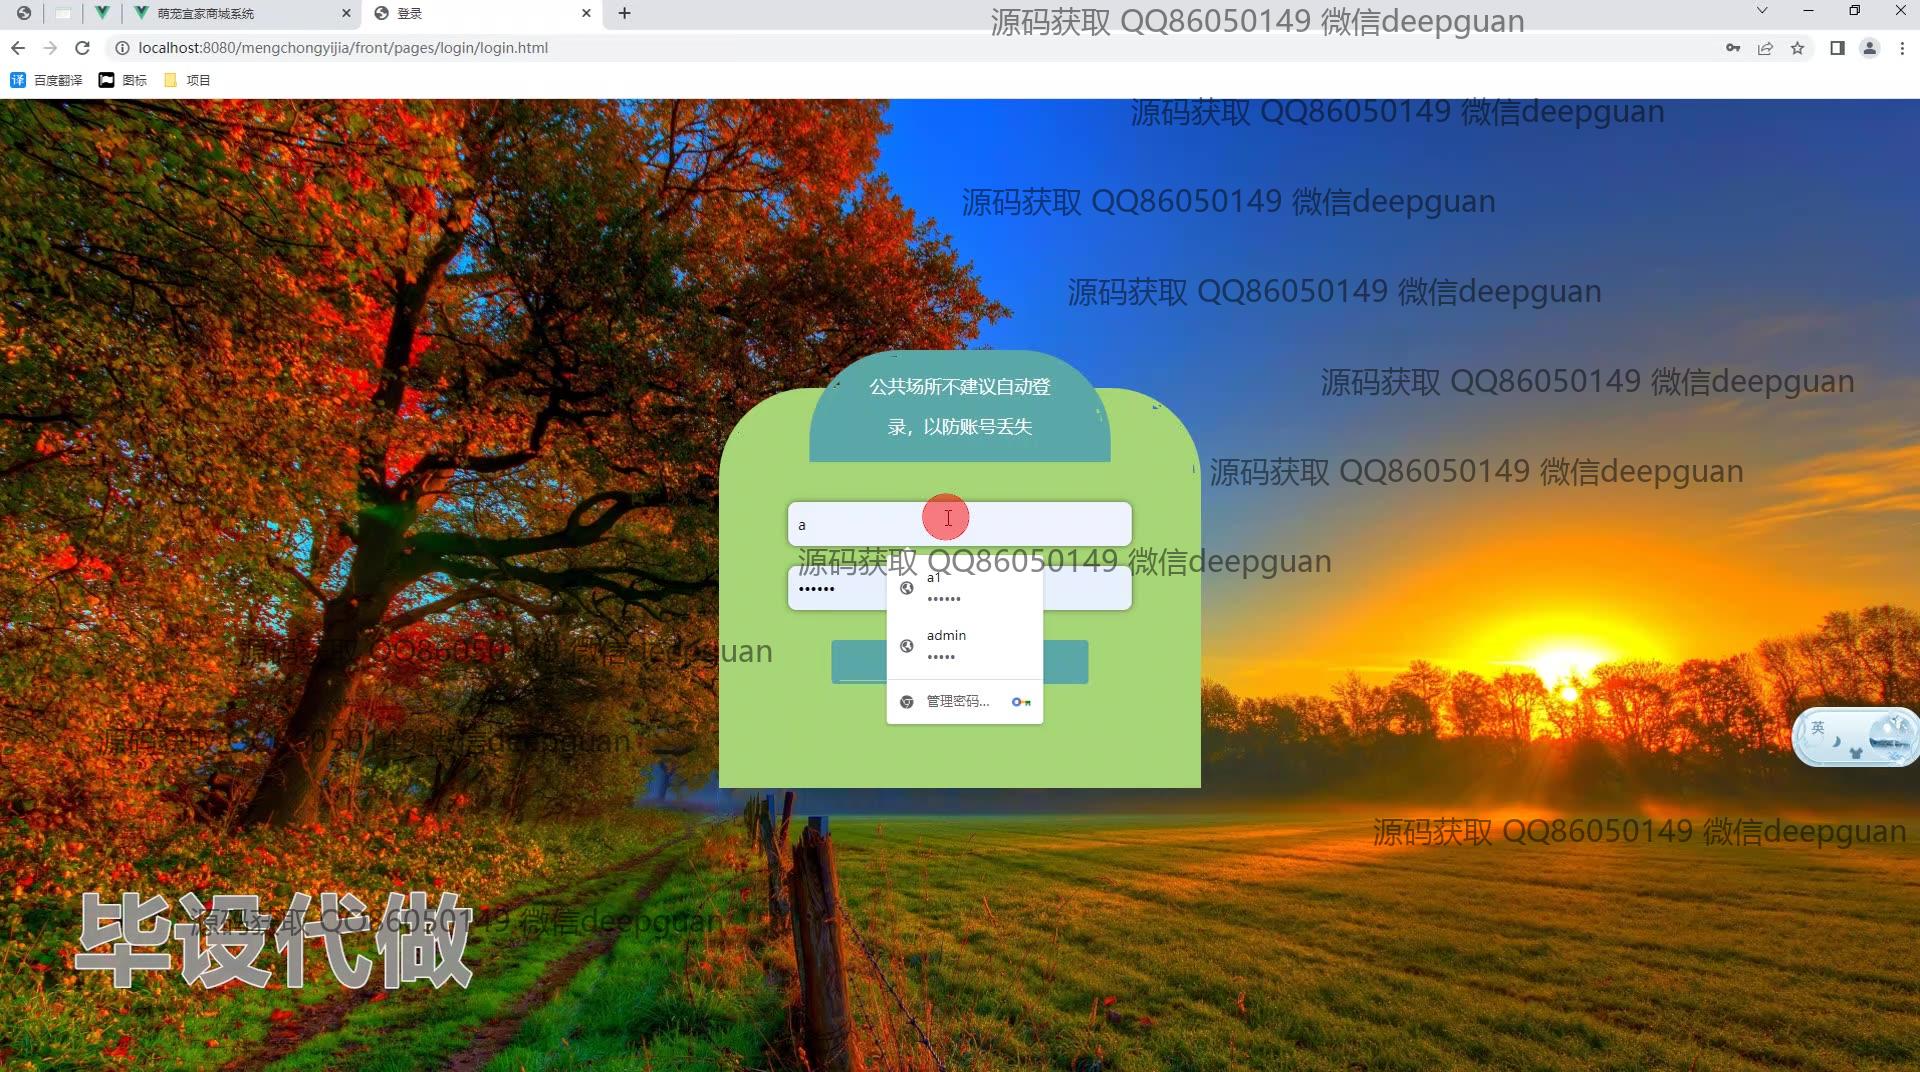 萌宠宜家商城系统
登录
源码获取 QQ86050149 微信deepguan
localhost:8080/mengchongyijia/front/pages/login/login.html
百度翻译
图标
项目
源码获取 QQ86050149 微信deepguan
源码获取 QQ86050149 微信deepguan
源码获取 QQ86050149 微信deepguan
源码获取 QQ86050149 微信deepguan
公共场所不建议自动登
录，以防账号丢失
源码获取 QQ86050149 微信deepguan
a
源码获取 QQ86050149 微信deepguan
a1
••••••
••••••
admin
•••••
源码获取 QQ86050149 微信deepguan
管理密码...
英
源码获取 QQ86050149 微信deepguan
源码获取 QQ86050149 微信deepguan
源码获取 QQ86050149 微信deepguan
毕设代做